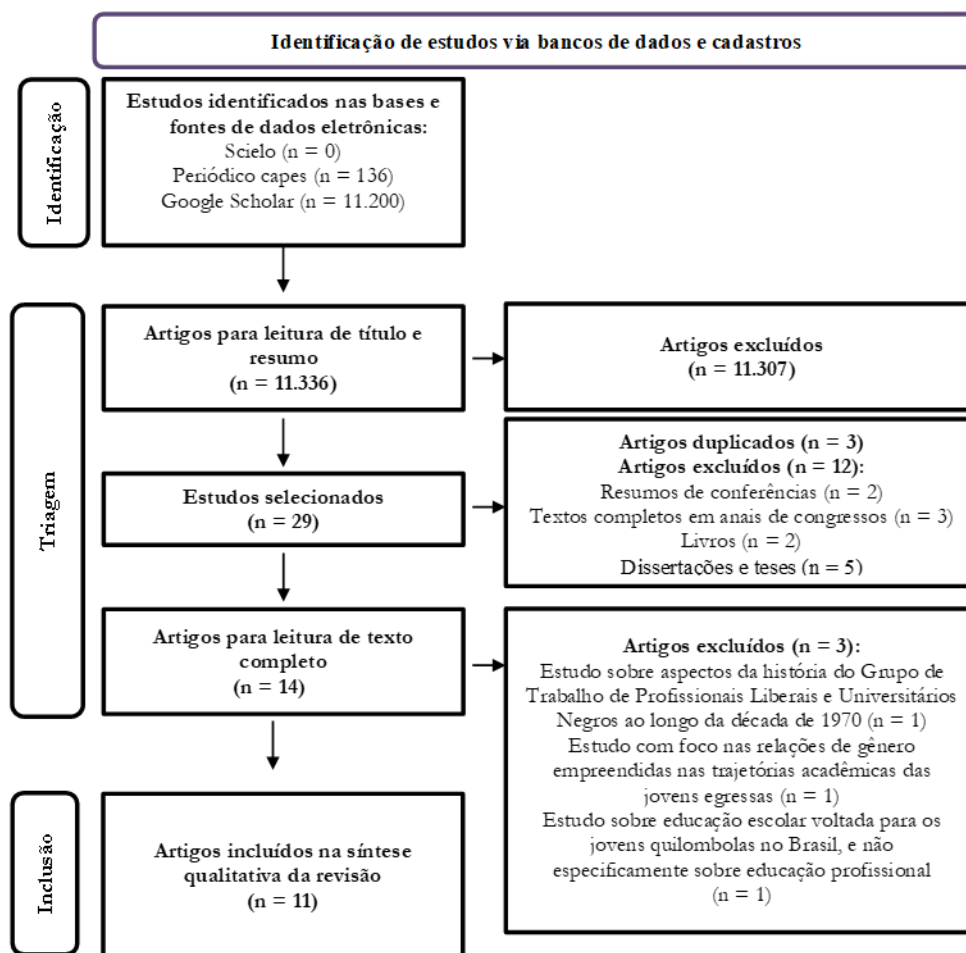 Identificação de estudos via bancos de dados e cadastros
Identificação
Estudos identificados nas bases e
fontes de dados eletrônicas:
Scielo (n = 0)
Periódico capes (n = 136)
Google Scholar (n = 11.200)
Triagem
Artigos para leitura de título e
resumo
(n = 11.336)
Artigos excluídos
(n = 11.307)
Estudos selecionados
(n = 29)
Artigos duplicados (n = 3)
Artigos excluídos (n = 12):
Resumos de conferências (n = 2)
Textos completos em anais de congressos (n = 3)
Livros (n = 2)
Dissertações e teses (n = 5)
Artigos para leitura de texto
completo
(n = 14)
Artigos excluídos (n = 3):
Estudo sobre aspectos da história do Grupo de
Trabalho de Profissionais Liberais e Universitários
Negros ao longo da década de 1970 (n = 1)
Estudo com foco nas relações de gênero
empreendidas nas trajetórias acadêmicas das
jovens egressas (n = 1)
Estudo sobre educação escolar voltada para os
jovens quilombolas no Brasil, e não
especificamente sobre educação profissional
(n = 1)
Inclusão
Artigos incluídos na síntese
qualitativa da revisão
(n = 11)